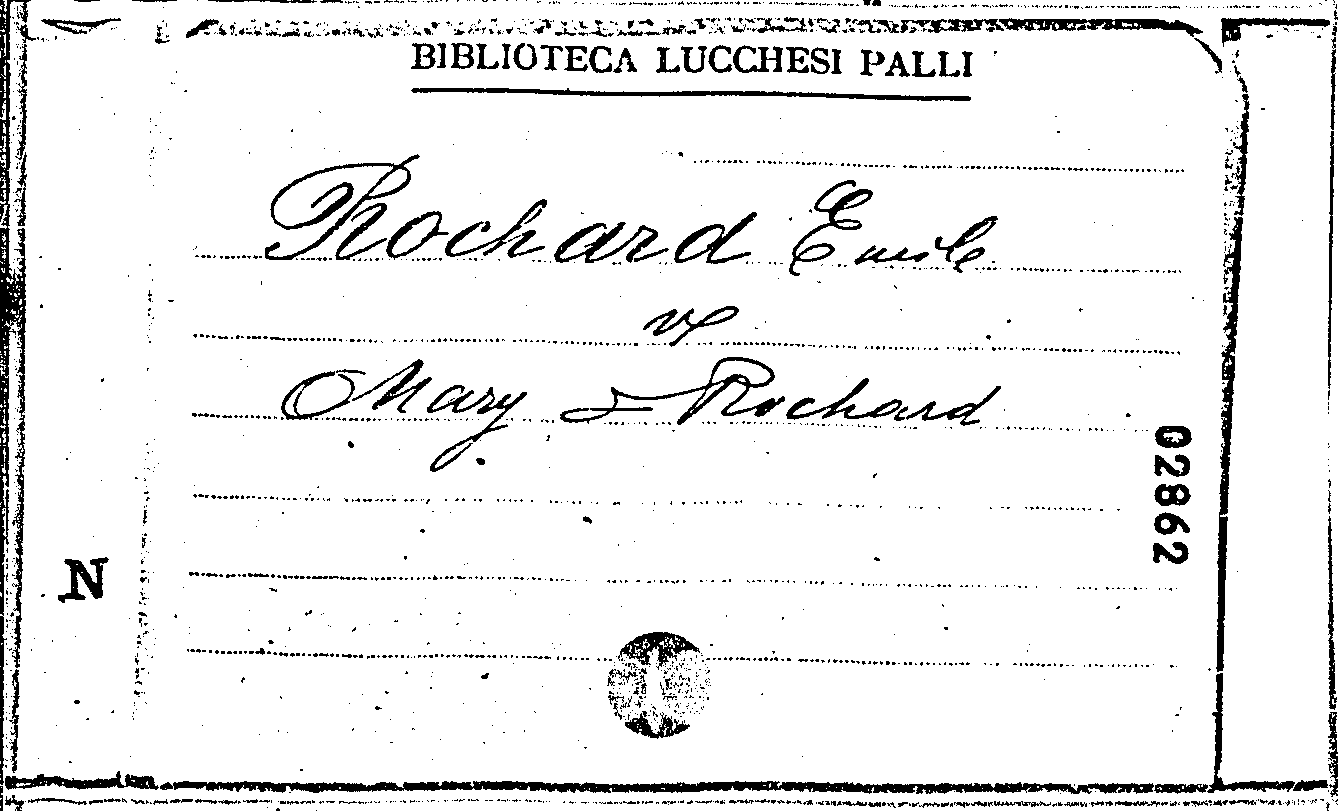 BIBLIOTECA LUCCHESI PALLI
Rochard Emile
v
Mary & Rochard
02862
N